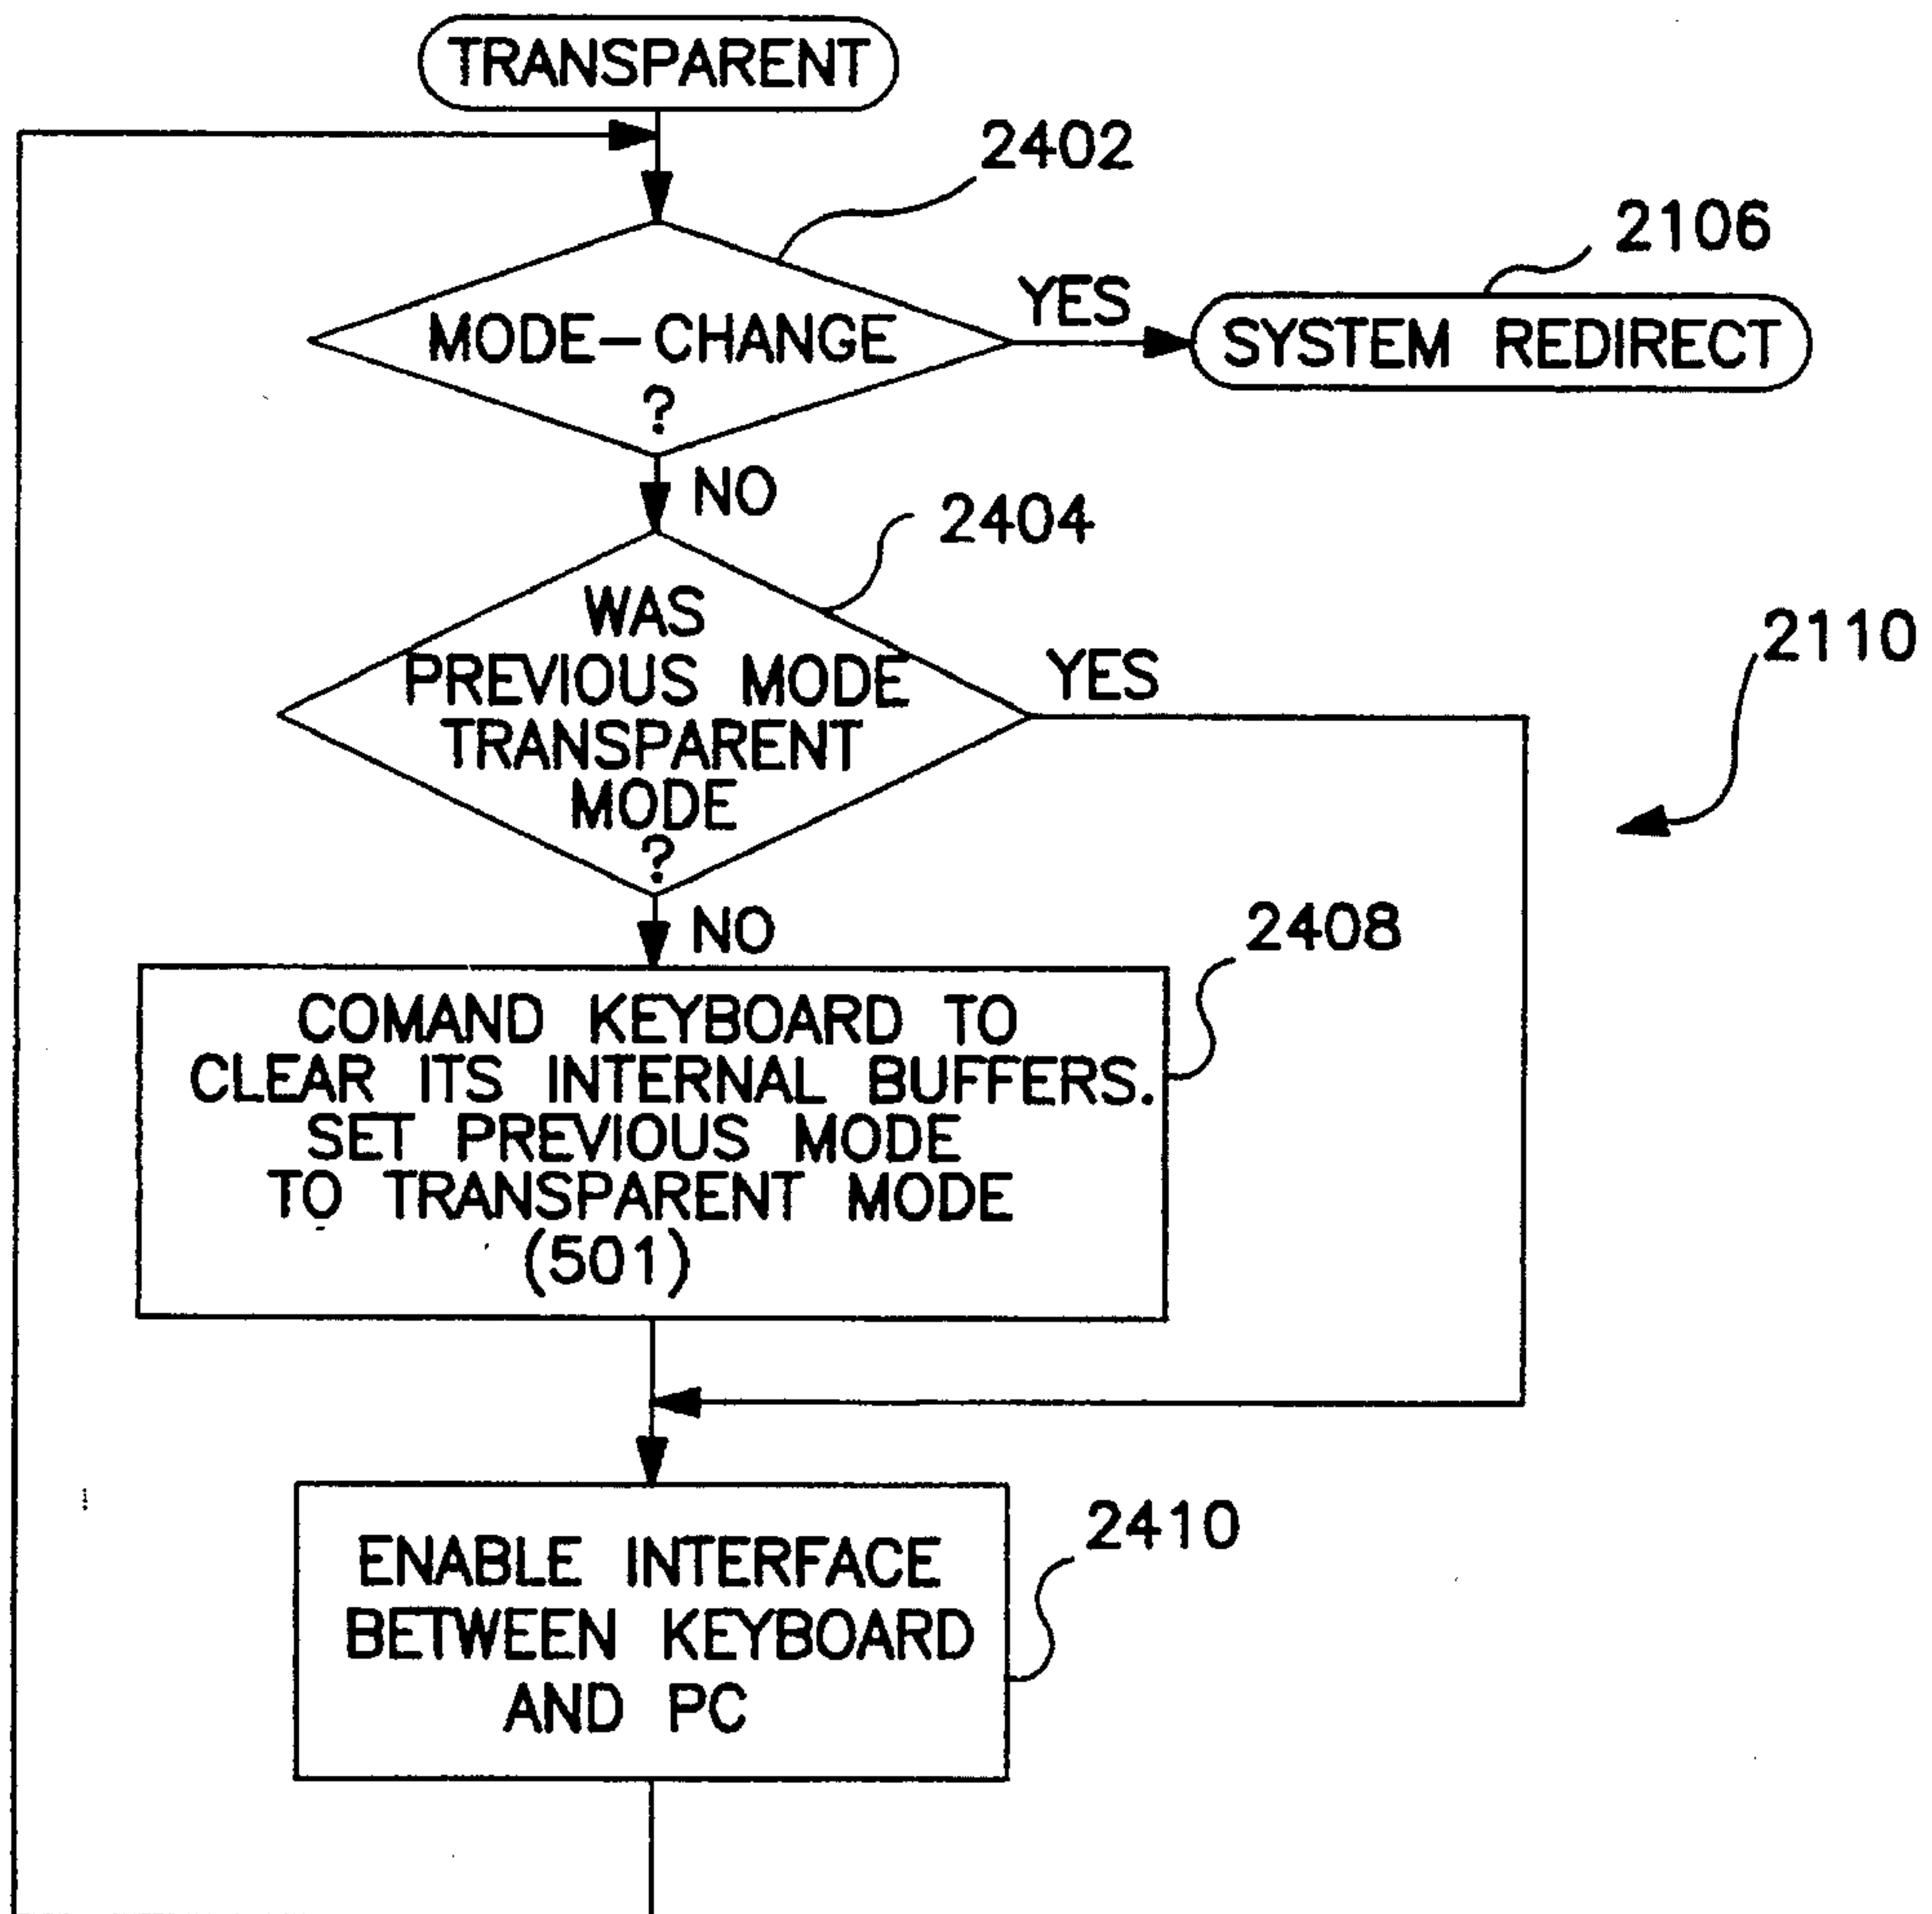 TRANSPARENT
2402
2106
YES
MODE-CHANGE
?
SYSTEM REDIRECT
NO
2404
WAS
PREVIOUS MODE
TRANSPARENT
MODE
?
YES
2110
NO
2408
COMAND KEYBOARD TO
CLEAR ITS INTERNAL BUFFERS.
SET PREVIOUS MODE
TO TRANSPARENT MODE
(501)
2410
ENABLE INTERFACE
BETWEEN KEYBOARD
AND PC